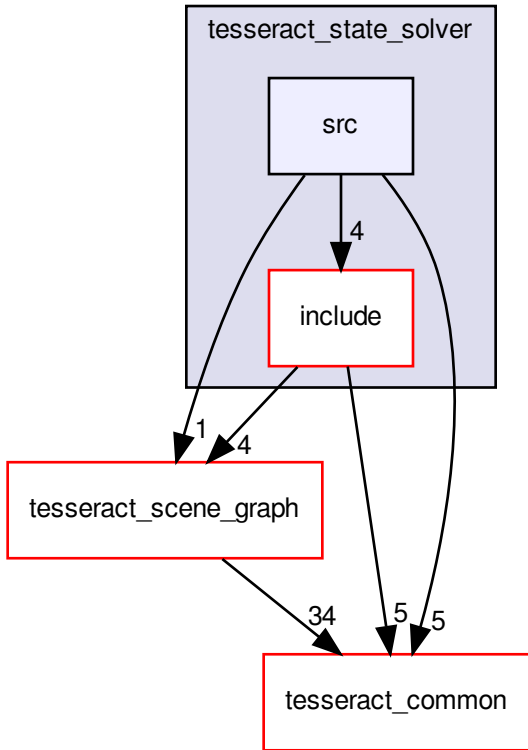 tesseract_state_solver
src
4
include
1
4
tesseract_scene_graph
34
5
5
tesseract_common